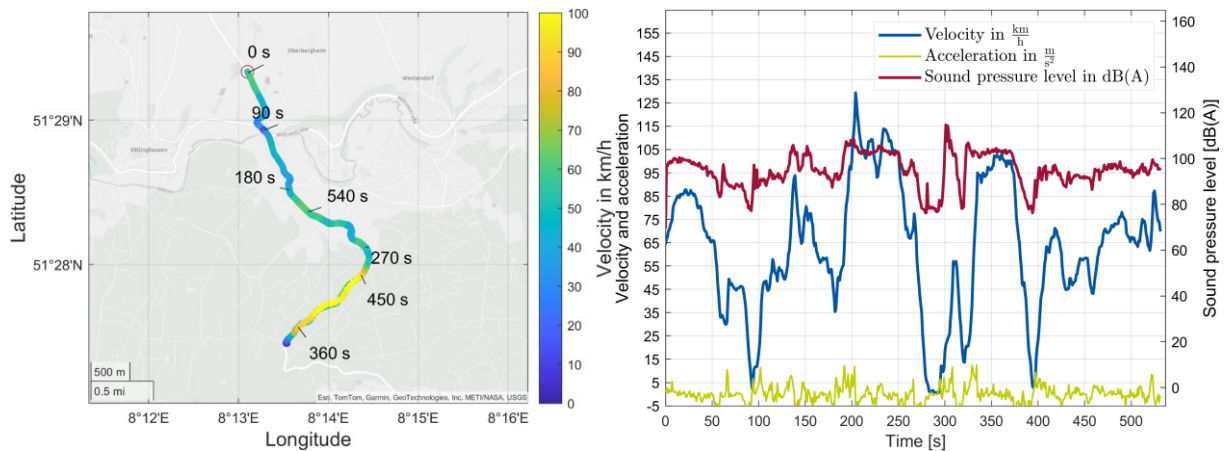 0 s
Oberbergheim
Westendorf
51°29'N
90 s
Völlinghausen
Möhnestraße
180 s
540 s
Latitude
51°28'N
270 s
450 s
360 s
500 m
0.5 mi
Esri, TomTom, Garmin, GeoTechnologies, Inc, METI/NASA, USGS
8°12'E
8°13'E
8°14'E
8°15'E
8°16'E
Longitude
100
90
80
70
60
50
40
30
20
10
0
Velocity in km/h
Velocity in km/h
Acceleration in m/s²
Sound pressure level in dB(A)
155
145
135
125
115
105
95
85
75
65
55
45
35
25
15
5
-5
Velocity and acceleration
160
140
120
100
80
60
40
20
0
Sound pressure level [dB(A)]
0
50
100
150
200
250
300
350
400
450
500
Time [s]